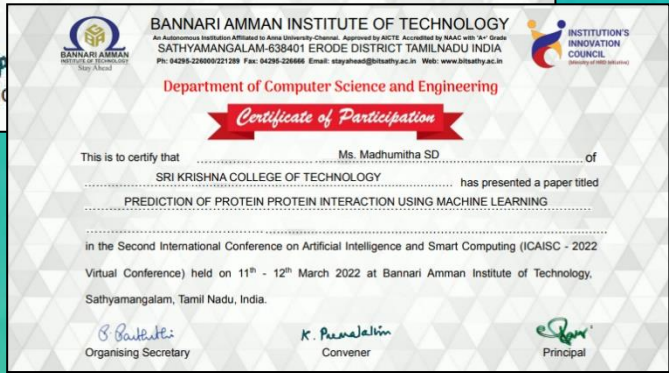 BANNARI AMMAN INSTITUTE OF TECHNOLOGY
An Autonomous Institution Affiliated to Anna University-Chennai. Approved by AICTE Accredited by NAAC with 'A+' Grade
SATHYAMANGALAM-638401 ERODE DISTRICT TAMILNADU INDIA
Ph: 04295-226000/221289 Fax: 04295-226666 Email: stayahead@bitsathy.ac.in Web: www.bitsathy.ac.in
BANNARI AMMAN
INSTITUTE OF TECHNOLOGY
Stay Ahead
INSTITUTION'S
INNOVATION
COUNCIL
(Ministry of HRD Initiative)
Department of Computer Science and Engineering
Certificate of Participation
This is to certify that Ms. Madhumitha SD of
SRI KRISHNA COLLEGE OF TECHNOLOGY has presented a paper titled
PREDICTION OF PROTEIN PROTEIN INTERACTION USING MACHINE LEARNING
in the Second International Conference on Artificial Intelligence and Smart Computing (ICAISC - 2022
Virtual Conference) held on 11th - 12th March 2022 at Bannari Amman Institute of Technology,
Sathyamangalam, Tamil Nadu, India.
Organising Secretary Convener Principal